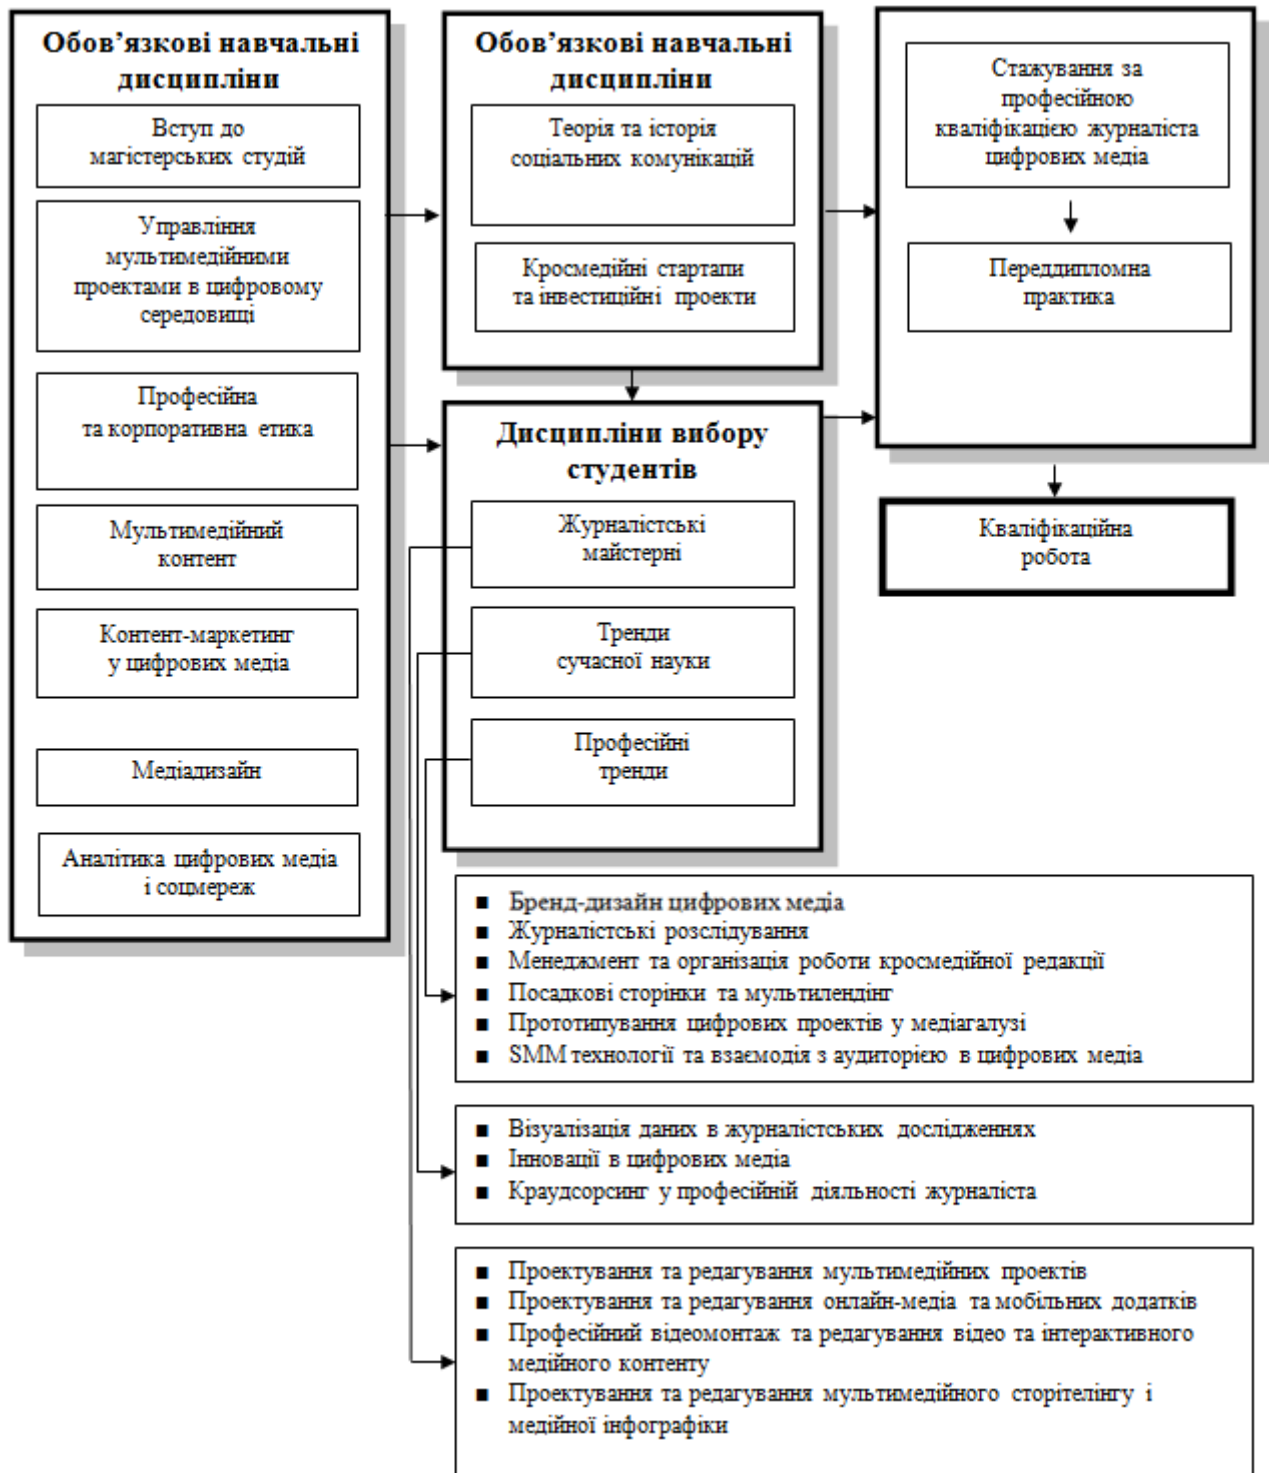 Обов’язкові навчальні
дисципліни
Вступ до
магістерських студій
Управління
мультимедійними
проектами в цифровому
середовищі
Професійна
та корпоративна етика
Мультимедійний
контент
Контент-маркетинг
у цифрових медіа
Медіадизайн
Аналітика цифрових медіа
і соцмереж
Обов’язкові навчальні
дисципліни
Теорія та історія
соціальних комунікацій
Кросмедійні стартапи
та інвестиційні проекти
Дисципліни вибору
студентів
Журналістські
майстерні
Тренди
сучасної науки
Професійні
тренди
Стажування за
професійною
кваліфікацією журналіста
цифрових медіа
Переддипломна
практика
Кваліфікаційна
робота
■ Бренд-дизайн цифрових медіа
■ Журналістські розслідування
■ Менеджмент та організація роботи кросмедійної редакції
■ Посадкові сторінки та мультилендінг
■ Прототипування цифрових проектів у медіагалузі
■ SMM технології та взаємодія з аудиторією в цифрових медіа
■ Візуалізація даних в журналістських дослідженнях
■ Інновації в цифрових медіа
■ Краудсорсинг у професійній діяльності журналіста
■ Проектування та редагування мультимедійних проектів
■ Проектування та редагування онлайн-медіа та мобільних додатків
■ Професійний відеомонтаж та редагування відео та інтерактивного
медійного контенту
■ Проектування та редагування мультимедійного сторітелінгу і
медійної інфографіки